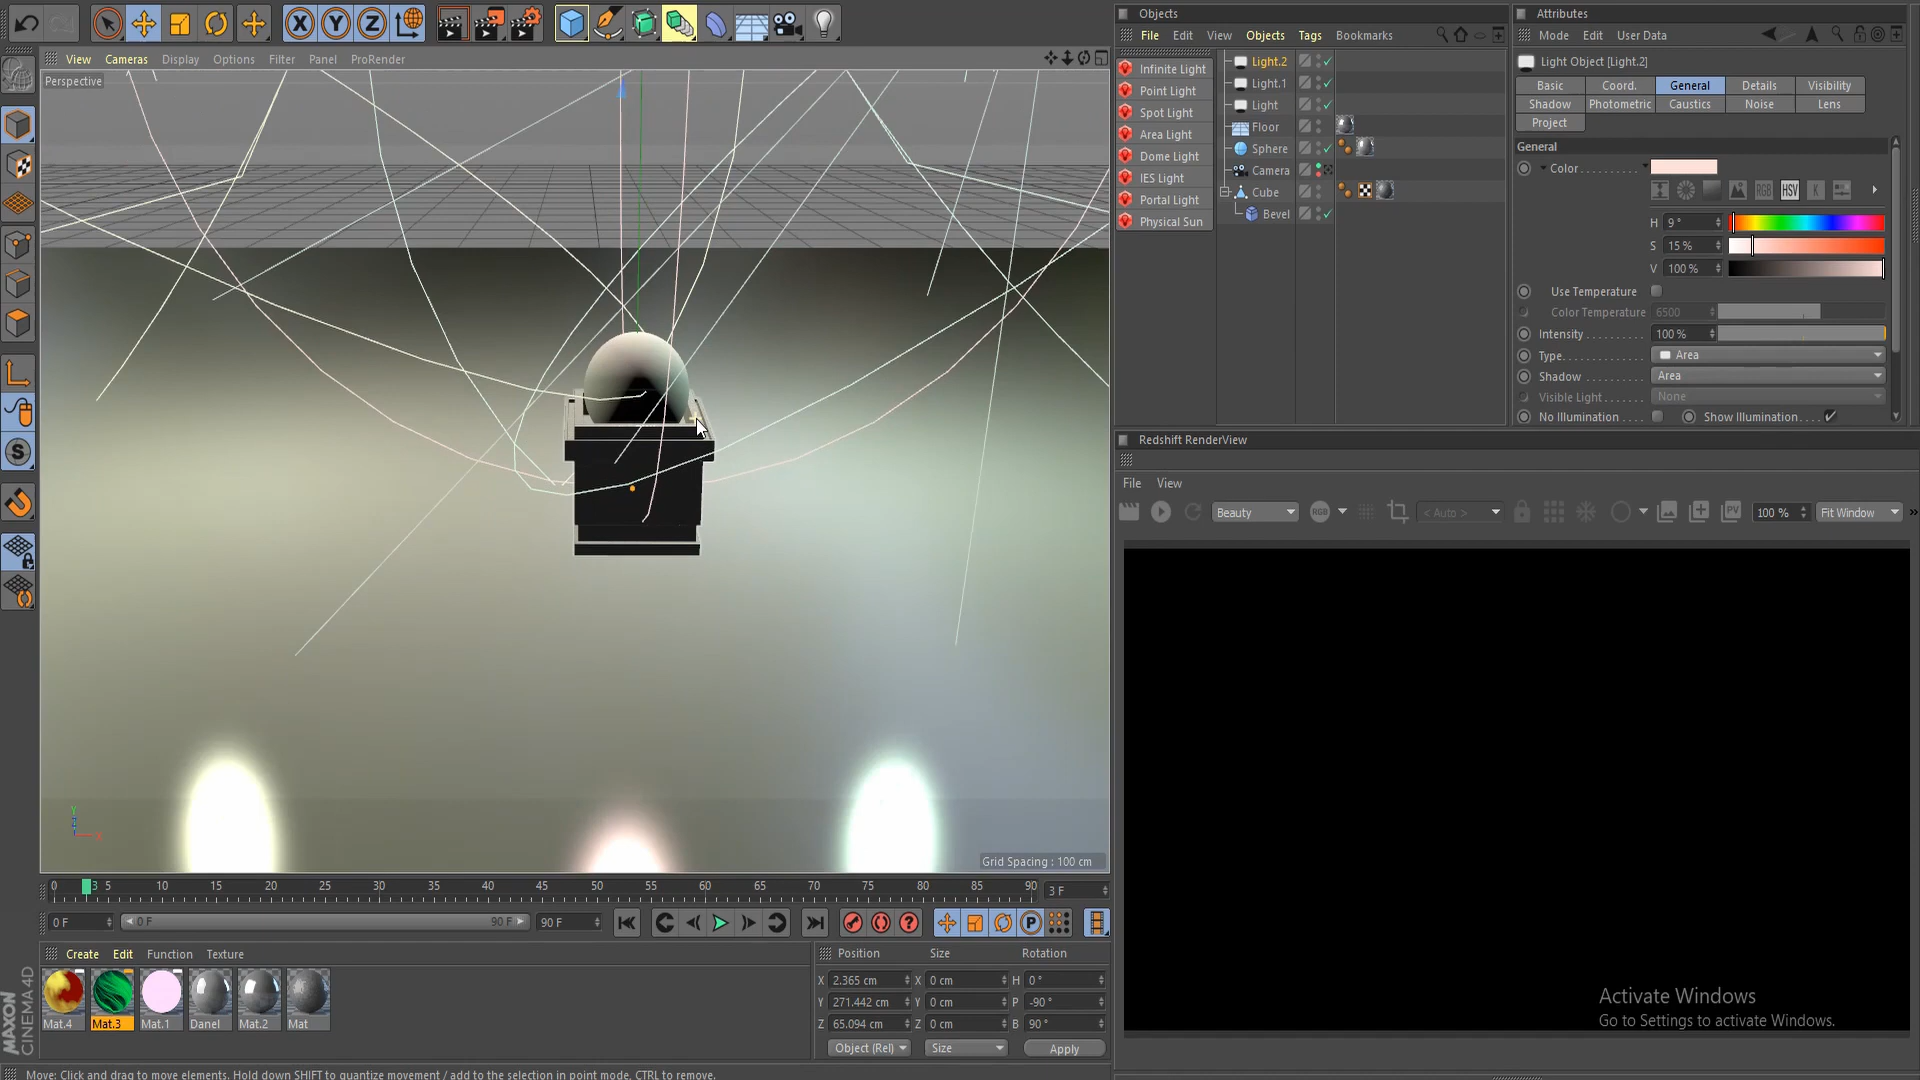 View Cameras Display Options Filter Panel ProRender
Perspective
Grid Spacing : 100 cm
0 3 5 10 15 20 25 30 35 40 45 50 55 60 65 70 75 80 85 90 3 F
0 F 0 F 90 F 90 F
Create Edit Function Texture
Mat.4 Mat.3 Mat.1 Danel Mat.2 Mat
MAXON CINEMA 4D
Position Size Rotation
X 2.365 cm X 0 cm H 0 °
Y 271.442 cm Y 0 cm P -90 °
Z 65.094 cm Z 0 cm B 90 °
Object (Rel) Size Apply
Move: Click and drag to move elements. Hold down SHIFT to quantize movement / add to the selection in point mode, CTRL to remove.
Objects
File Edit View Objects Tags Bookmarks
Infinite Light
Point Light
Spot Light
Area Light
Dome Light
IES Light
Portal Light
Physical Sun
Light.2
Light.1
Light
Floor
Sphere
Camera
Cube
Bevel
Attributes
Mode Edit User Data
Light Object [Light.2]
Basic Coord. General Details Visibility
Shadow Photometric Caustics Noise Lens
Project
General
Color
RGB HSV K
H 9 °
S 15 %
V 100 %
Use Temperature
Color Temperature 6500
Intensity 100 %
Type Area
Shadow Area
Visible Light None
No Illumination Show Illumination
Redshift RenderView
File View
Beauty RGB < Auto > PV 100 % Fit Window »
Activate Windows
Go to Settings to activate Windows.